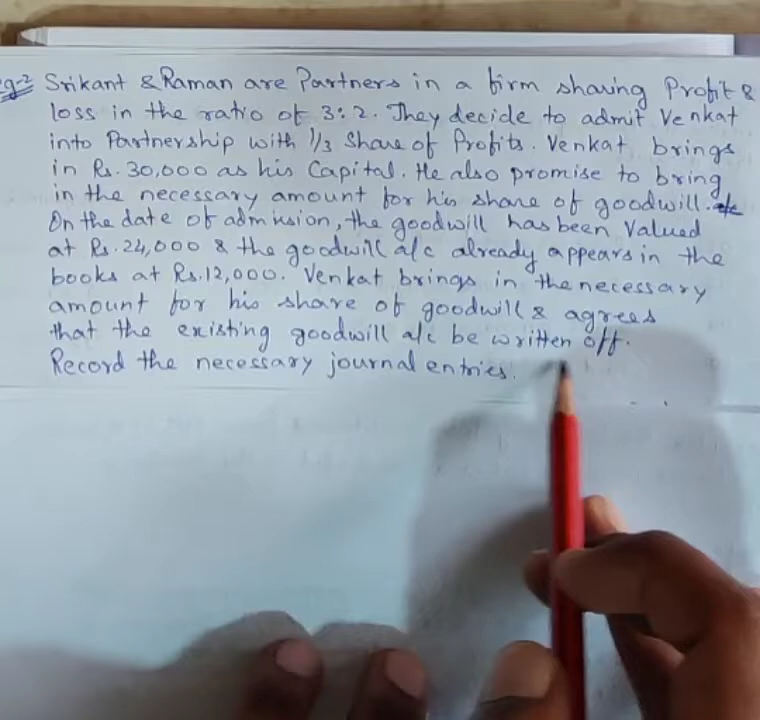 eg-2 Srikant & Raman are Partners in a firm sharing Profit &
loss in the ratio of 3:2. They decide to admit Venkat
into Partnership with 1/3 Share of Profits. Venkat brings
in Rs. 30,000 as his Capital. He also promise to bring
in the necessary amount for his share of goodwill.
On the date of admission, the goodwill has been Valued
at Rs. 24,000 & the goodwill a/c already appears in the
books at Rs. 12,000. Venkat brings in the necessary
amount for his share of goodwill & agrees
that the existing goodwill a/c be written off.
Record the necessary journal entries.